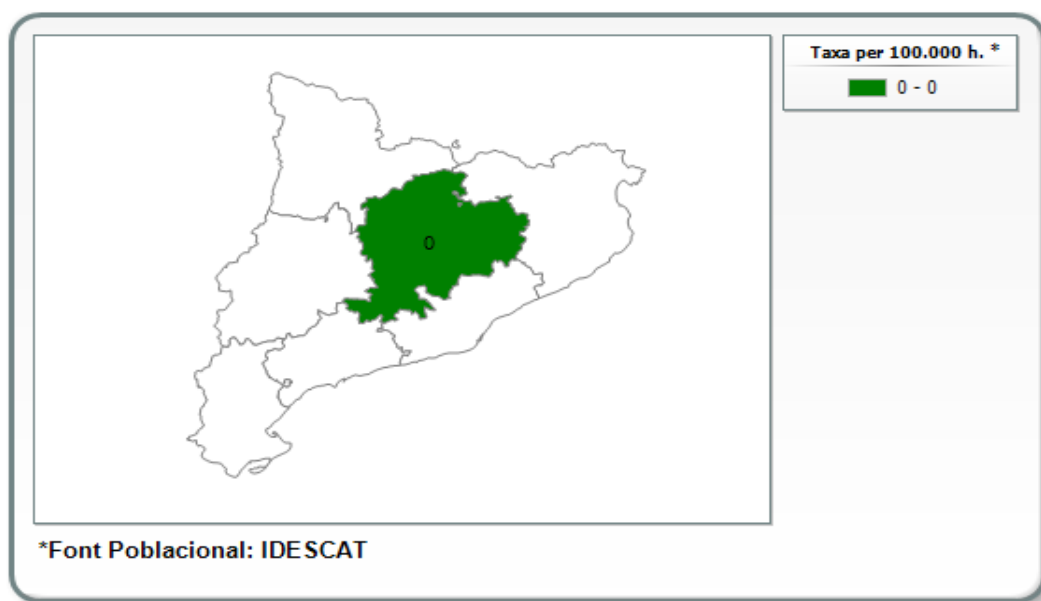 Taxa per 100.000 h. *
0 - 0
0
*Font Poblacional: IDESCAT